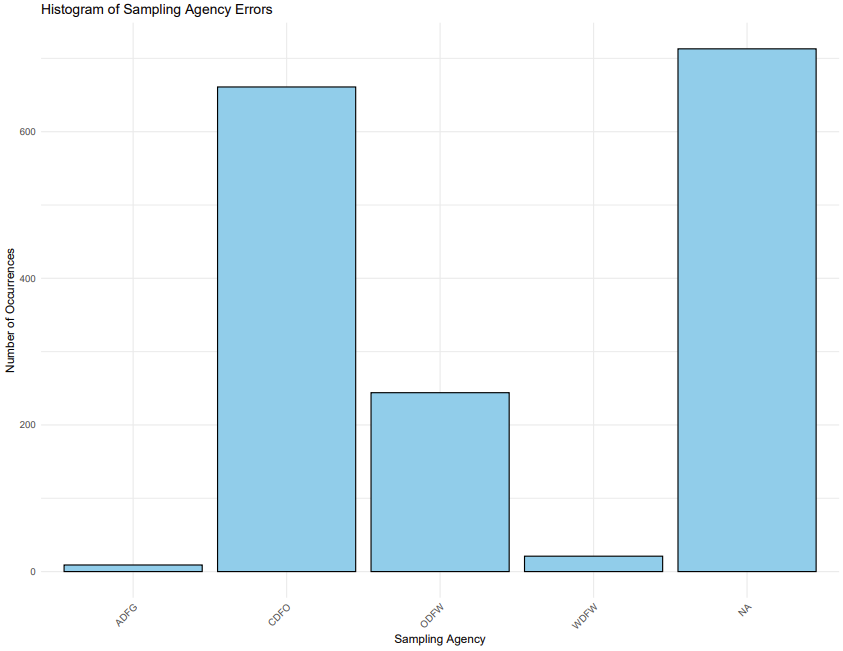 Histogram of Sampling Agency Errors
Number of Occurrences
600
400
200
0
ADFG
CDFO
ODFW
WDFW
NA
Sampling Agency